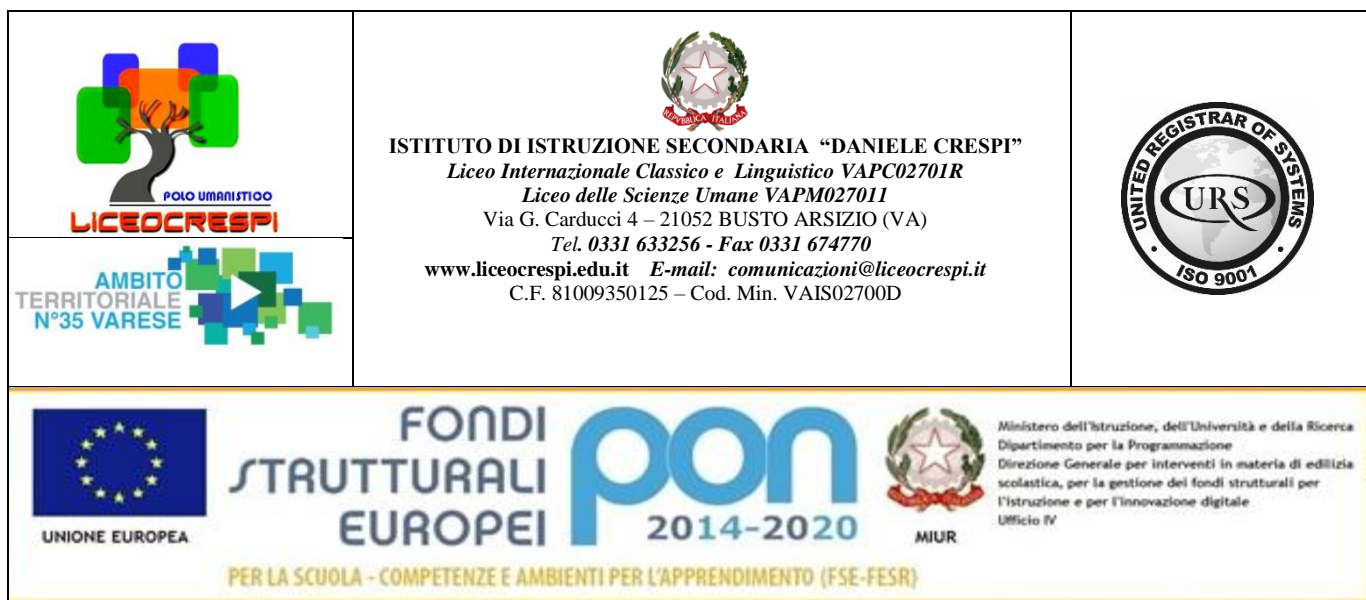 POLO UMANISTICO
LICEOCRESPI
AMBITO
TERRITORIALE
N°35 VARESE
REPVBBLICA ITALIANA
ISTITUTO DI ISTRUZIONE SECONDARIA “DANIELE CRESPI”
Liceo Internazionale Classico e Linguistico VAPC02701R
Liceo delle Scienze Umane VAPM027011
Via G. Carducci 4 – 21052 BUSTO ARSIZIO (VA)
Tel. 0331 633256 - Fax 0331 674770
www.liceocrespi.edu.it E-mail: comunicazioni@liceocrespi.it
C.F. 81009350125 – Cod. Min. VAIS02700D
UNITED REGISTRAR OF SYSTEMS
URS
ISO 9001
UNIONE EUROPEA
FONDI
STRUTTURALI
EUROPEI
pon
2014-2020
MIUR
Ministero dell'Istruzione, dell'Università e della Ricerca
Dipartimento per la Programmazione
Direzione Generale per interventi in materia di edilizia
scolastica, per la gestione dei fondi strutturali per
l'istruzione e per l'innovazione digitale
Ufficio IV
PER LA SCUOLA - COMPETENZE E AMBIENTI PER L'APPRENDIMENTO (FSE-FESR)